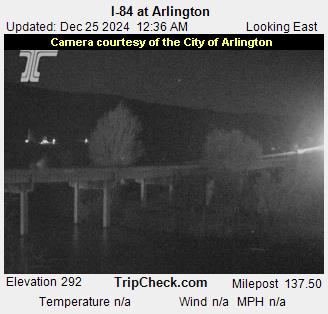 I-84 at Arlington
Updated: Dec 25 2024 12:36 AM Looking East
Camera courtesy of the City of Arlington
Elevation 292 TripCheck.com Milepost 137.50
Temperature n/a Wind n/a MPH n/a